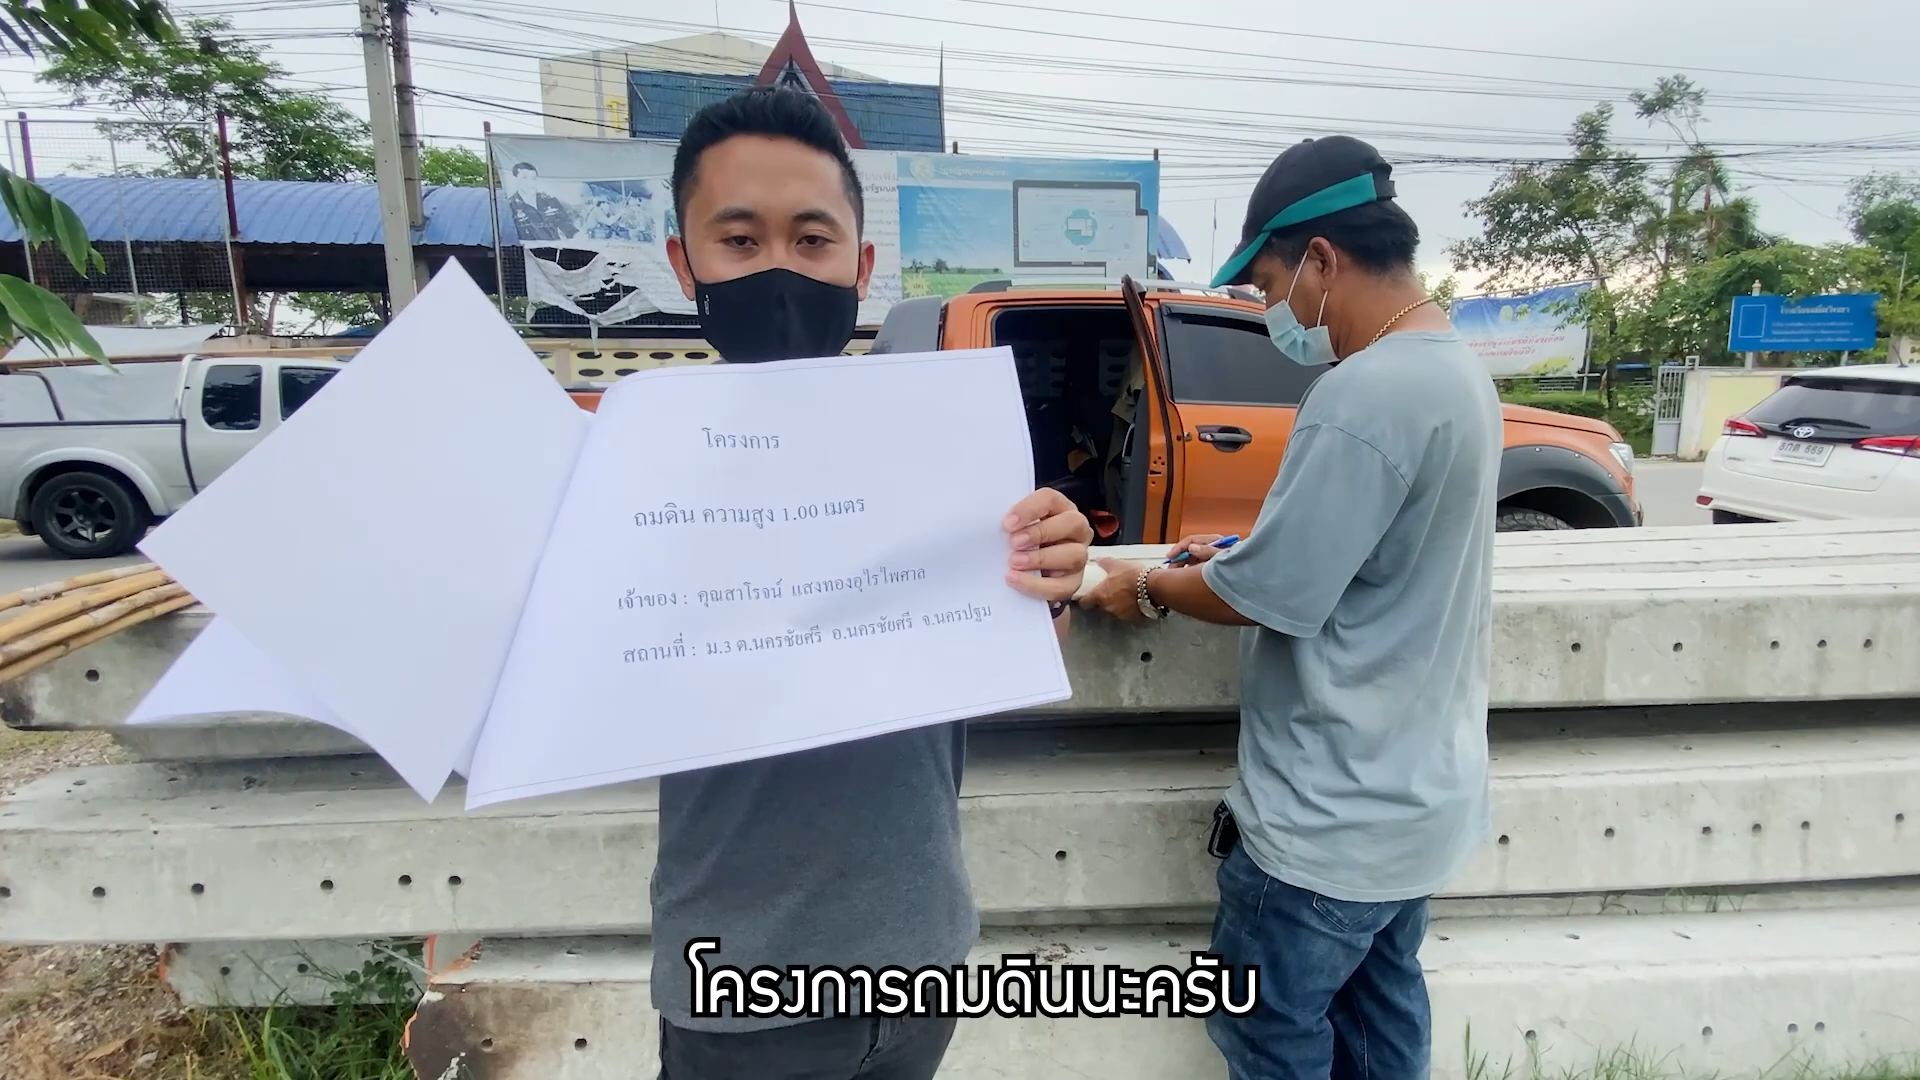 โครงการ
ถมดิน ความสูง 1.00 เมตร
เจ้าของ : คุณสาโรจน์ แสงทองอุไรไพศาล
สถานที่ : ม.3 ต.นครชัยศรี อ.นครชัยศรี จ.นครปฐม
โครงการถมดินนะครับ